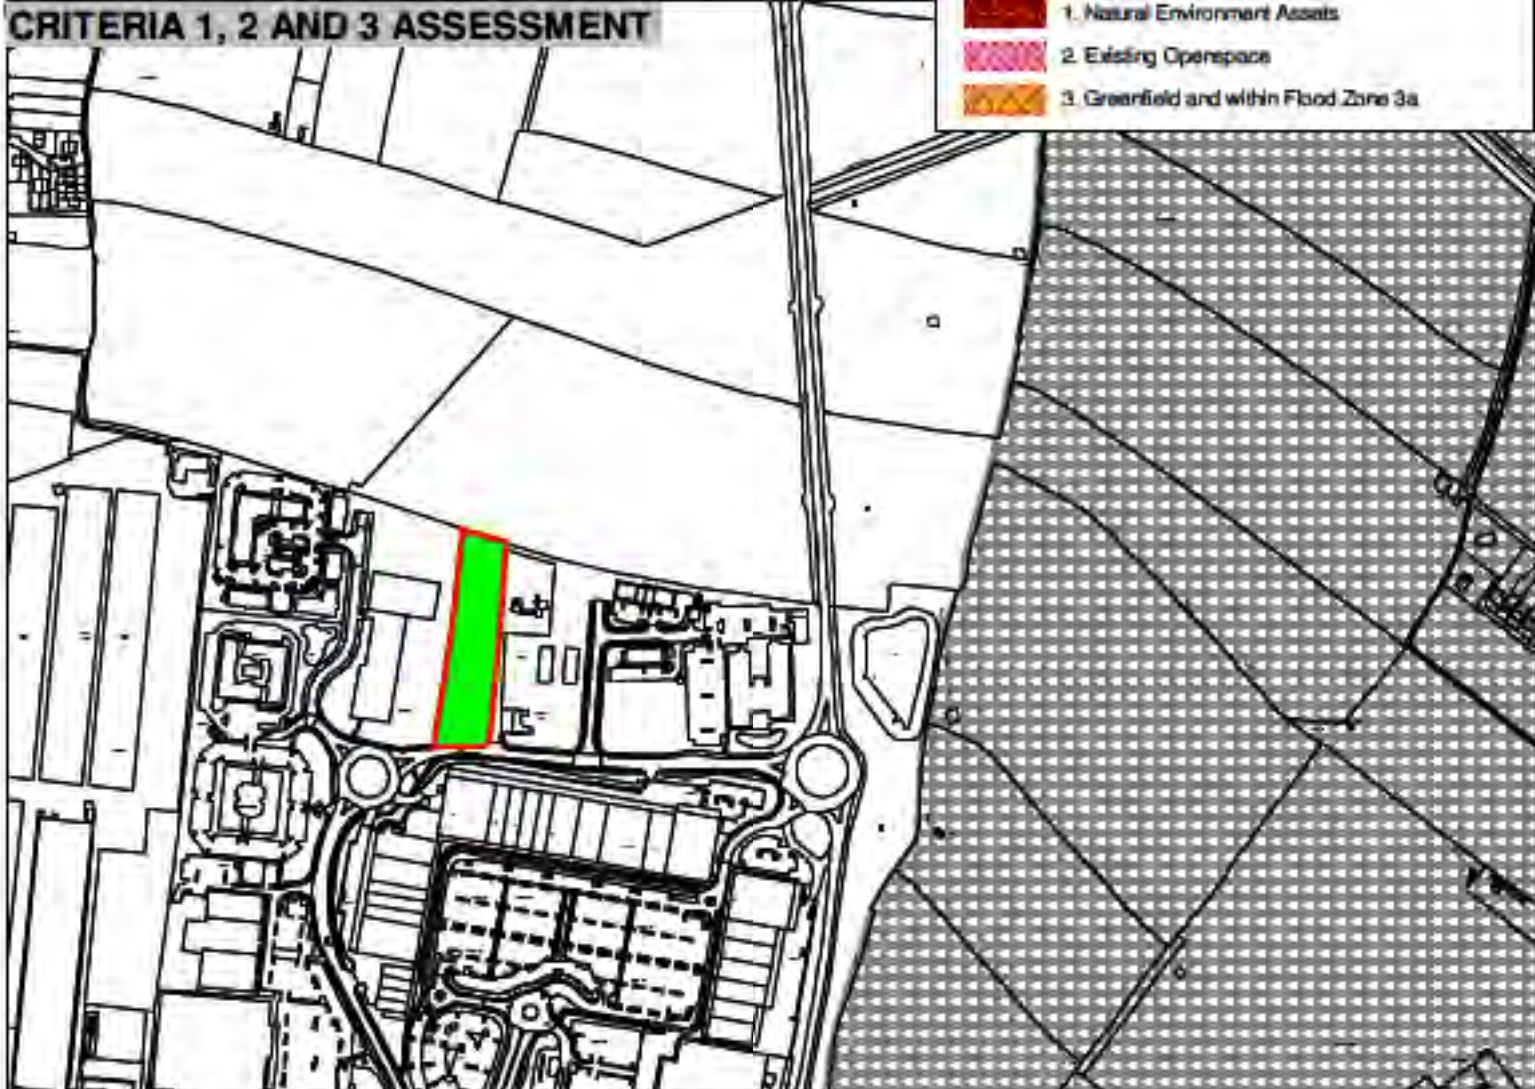 CRITERIA 1, 2 AND 3 ASSESSMENT
1. Natural Environment Assets
2. Existing Openspace
3. Greenfield and within Flood Zone 3a